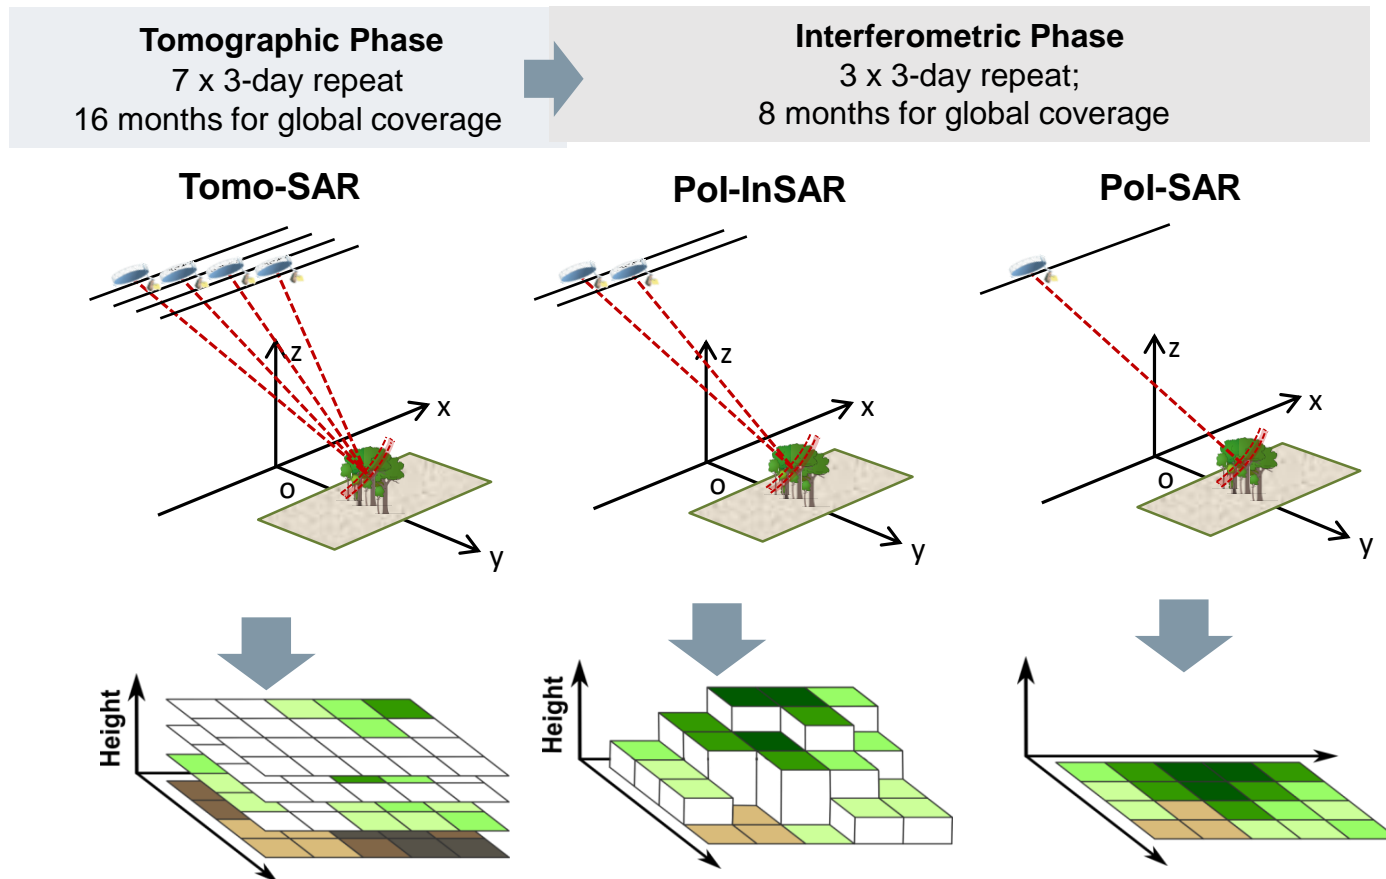 Tomographic Phase
7 x 3-day repeat
16 months for global coverage
Interferometric Phase
3 x 3-day repeat;
8 months for global coverage
Tomo-SAR
Pol-InSAR
Pol-SAR
z
x
o
y
z
x
o
y
z
x
o
y
Height
Height